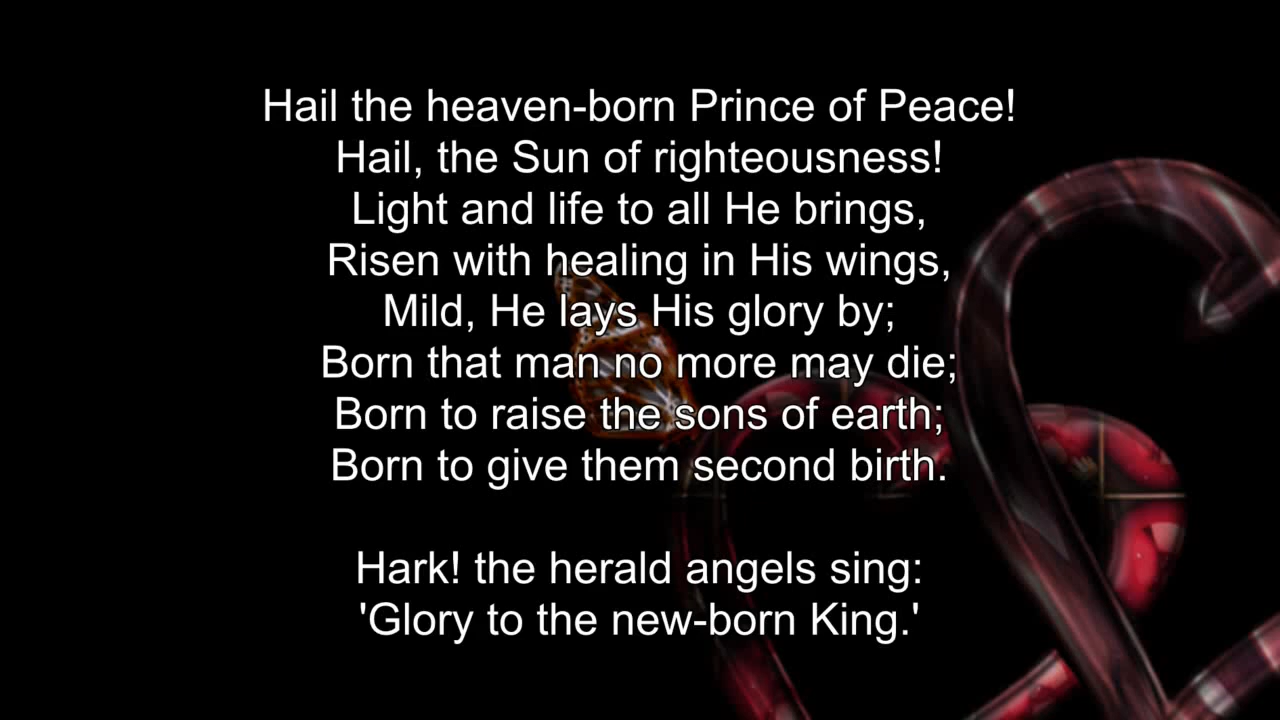 Hail the heaven-born Prince of Peace!
Hail, the Sun of righteousness!
Light and life to all He brings,
Risen with healing in His wings,
Mild, He lays His glory by;
Born that man no more may die;
Born to raise the sons of earth;
Born to give them second birth.
Hark! the herald angels sing:
'Glory to the new-born King.'